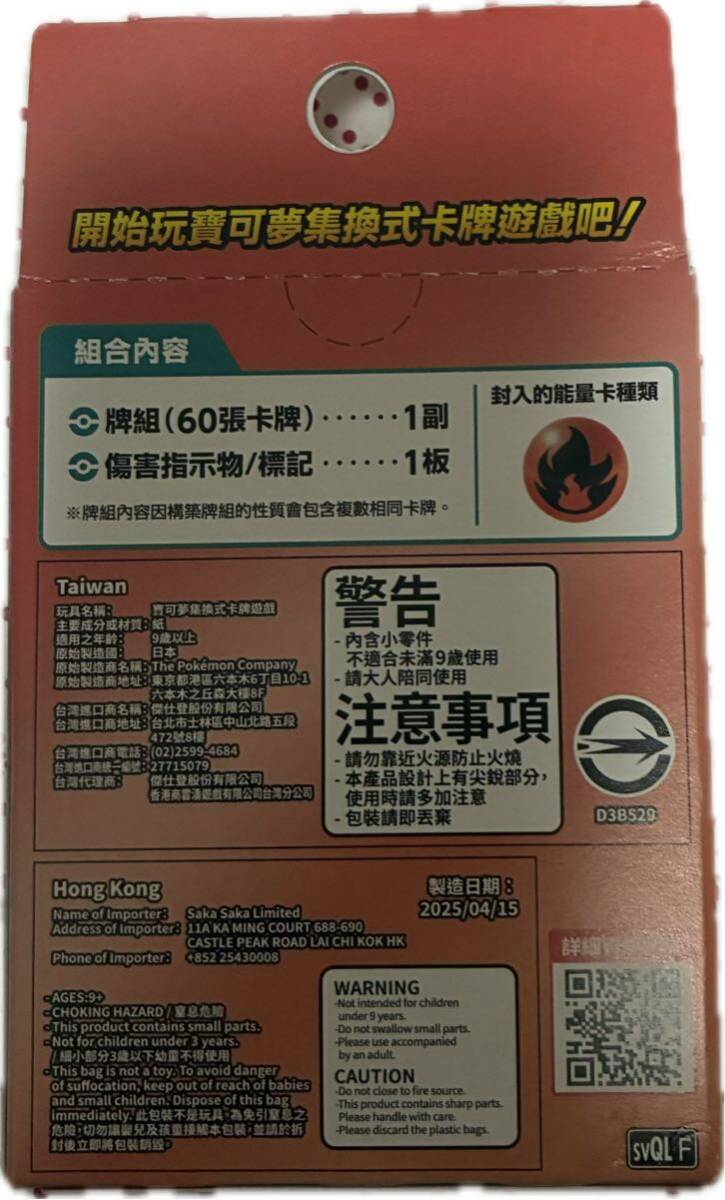 開始玩寶可夢集換式卡牌遊戲吧!
組合內容
牌組(60張卡牌)······1副
傷害指示物/標記······1板
※牌組內容因構築牌組的性質會包含複數相同卡牌。
封入的能量卡種類
Taiwan
玩具名稱: 寶可夢集換式卡牌遊戲
主要成分或材質: 紙
適用之年齡: 9歲以上
原始製造國: 日本
原始製造商名稱: The Pokémon Company
原始製造商地址: 東京都港區六本木6丁目10-1
六本木之丘森大樓8F
台灣進口商名稱: 傑仕登股份有限公司
台灣進口商地址: 台北市士林區中山北路五段
472號8樓
台灣進口商電話: (02)2599-4684
台灣進口商統一編號: 27715079
台灣代理商: 傑仕登股份有限公司
香港商雲涌遊戲有限公司台灣分公司
警告
-內含小零件
不適合未滿9歲使用
-請大人陪同使用
注意事項
-請勿靠近火源防止火燒
-本產品設計上有尖銳部分,
使用時請多加注意
-包裝請即丟棄
D3B529
Hong Kong
Name of Importer: Saka Saka Limited
Address of Importer: 11A KA MING COURT 688-690
CASTLE PEAK ROAD LAI CHI KOK HK
Phone of Importer: +852 25430008
製造日期:
2025/04/15
-AGES:9+
-CHOKING HAZARD / 窒息危險
-This product contains small parts.
-Not for children under 3 years.
/ 細小部分3歲以下幼童不得使用
-This bag is not a toy. To avoid danger
of suffocation, keep out of reach of babies
and small children. Dispose of this bag
immediately. 此包裝不是玩具,為免引窒息之
危險,切勿讓嬰兒及孩童接觸本包裝,並請於拆
封後立即將包裝銷毀。
WARNING
-Not intended for children
under 9 years.
-Do not swallow small parts.
-Please use accompanied
by an adult.
CAUTION
-Do not close to fire source.
-This product contains sharp parts.
Please handle with care.
-Please discard the plastic bags.
詳細
svQL F